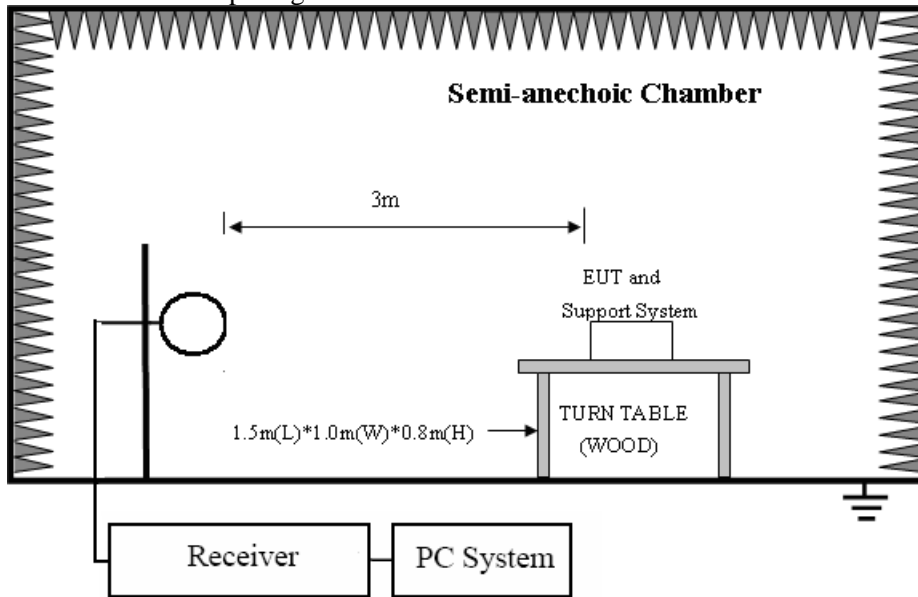 Semi-anechoic Chamber
3m
EUT and
Support System
1.5m(L)*1.0m(W)*0.8m(H)
TURN TABLE
(WOOD)
Receiver
PC System